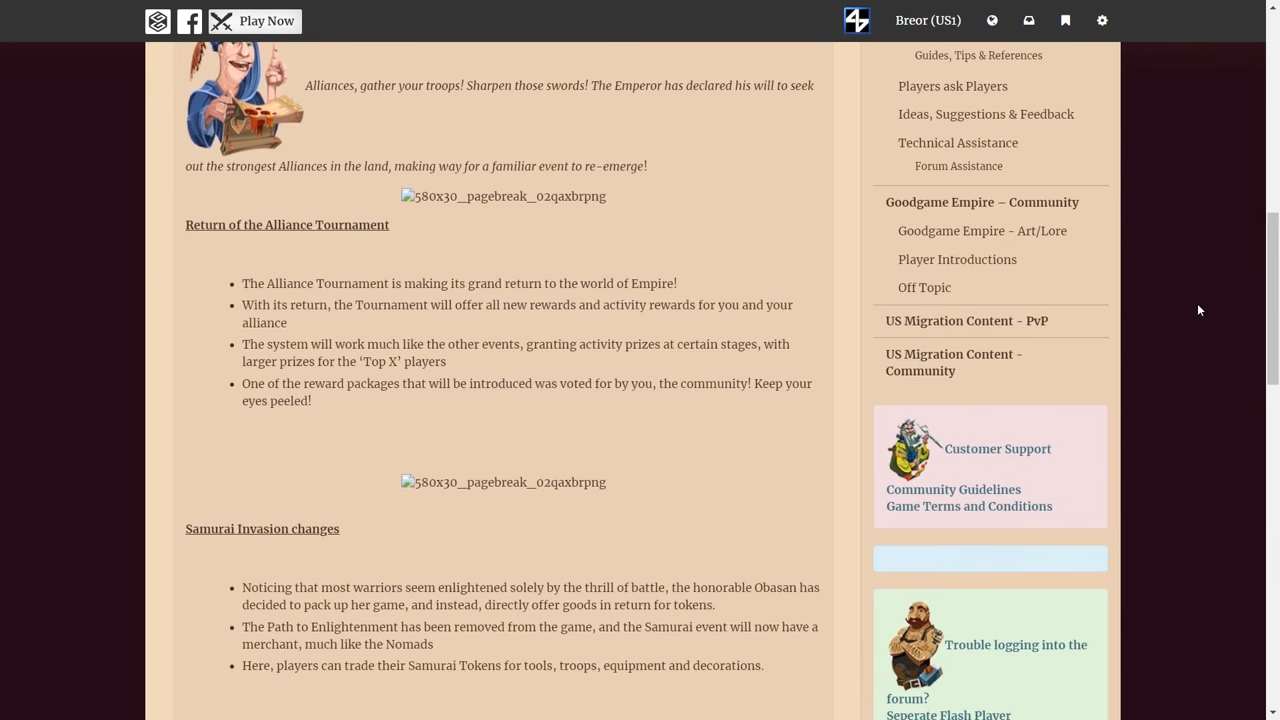 Play Now
Breor (US1)
Alliances, gather your troops! Sharpen those swords! The Emperor has declared his will to seek
out the strongest Alliances in the land, making way for a familiar event to re-emerge!
580x30_pagebreak_02qaxbrpng
Return of the Alliance Tournament
• The Alliance Tournament is making its grand return to the world of Empire!
• With its return, the Tournament will offer all new rewards and activity rewards for you and your
alliance
• The system will work much like the other events, granting activity prizes at certain stages, with
larger prizes for the ‘Top X’ players
• One of the reward packages that will be introduced was voted for by you, the community! Keep your
eyes peeled!
580x30_pagebreak_02qaxbrpng
Samurai Invasion changes
• Noticing that most warriors seem enlightened solely by the thrill of battle, the honorable Obasan has
decided to pack up her game, and instead, directly offer goods in return for tokens.
• The Path to Enlightenment has been removed from the game, and the Samurai event will now have a
merchant, much like the Nomads
• Here, players can trade their Samurai Tokens for tools, troops, equipment and decorations.
Guides, Tips & References
Players ask Players
Ideas, Suggestions & Feedback
Technical Assistance
Forum Assistance
Goodgame Empire – Community
Goodgame Empire - Art/Lore
Player Introductions
Off Topic
US Migration Content - PvP
US Migration Content -
Community
Customer Support
Community Guidelines
Game Terms and Conditions
Trouble logging into the
forum?
Seperate Flash Player